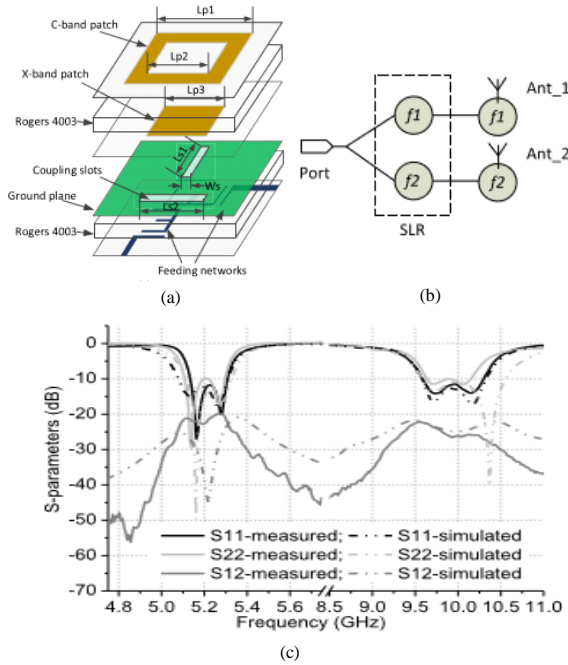 (a)
Lp1
C-band patch
Lp2
X-band patch
Lp3
Rogers 4003
Ls1
Coupling slots
Ws
Ground plane
Ls2
Rogers 4003
Feeding networks
(a)
Port
f1
f2
SLR
f1
f2
Ant_1
Ant_2
(b)
S-parameters (dB)
0
-10
-20
-30
-40
-50
-60
-70
S11-measured; S11-simulated
S22-measured; S22-simulated
S12-measured; S12-simulated
4.8 5.0 5.2 5.4 5.6 5.8 8.5 9.0 9.5 10.0 10.5 11.0
Frequency (GHz)
(c)